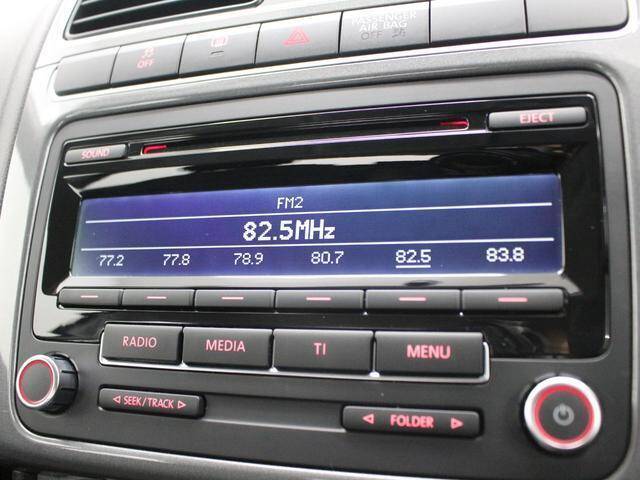 OFF
PASSENGER
AIR BAG
OFF
SOUND
EJECT
FM2
82.5MHz
77.2 77.8 78.9 80.7 82.5 83.8
RADIO MEDIA TI MENU
SEEK/TRACK
FOLDER